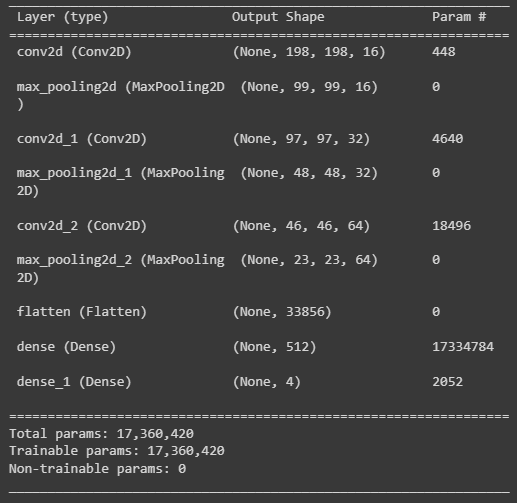 Layer (type) Output Shape Param #
=================================================================
conv2d (Conv2D) (None, 198, 198, 16) 448
max_pooling2d (MaxPooling2D (None, 99, 99, 16) 0
)
conv2d_1 (Conv2D) (None, 97, 97, 32) 4640
max_pooling2d_1 (MaxPooling (None, 48, 48, 32) 0
2D)
conv2d_2 (Conv2D) (None, 46, 46, 64) 18496
max_pooling2d_2 (MaxPooling (None, 23, 23, 64) 0
2D)
flatten (Flatten) (None, 33856) 0
dense (Dense) (None, 512) 17334784
dense_1 (Dense) (None, 4) 2052
=================================================================
Total params: 17,360,420
Trainable params: 17,360,420
Non-trainable params: 0